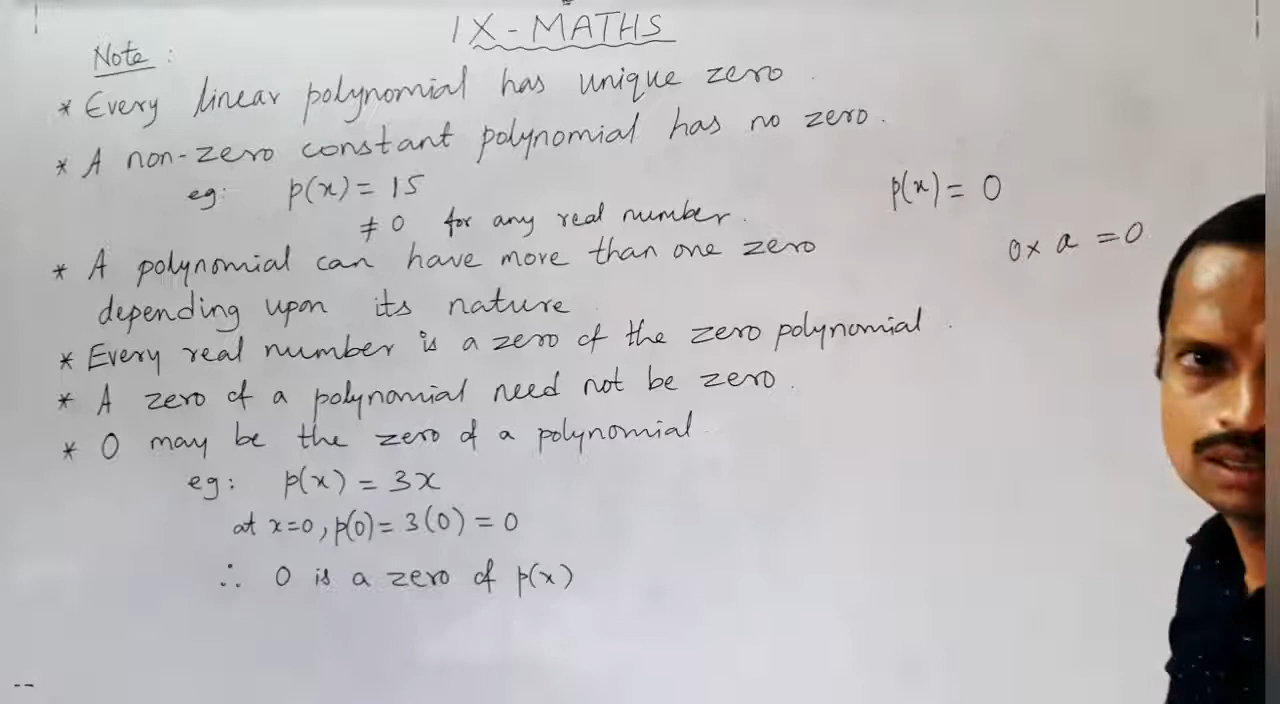 IX-MATHS
Note :
* Every linear polynomial has unique zero.
* A non-zero constant polynomial has no zero.
eg: p(x) = 15
≠ 0 for any real number.
p(x) = 0
0 x a = 0
* A polynomial can have more than one zero
depending upon its nature.
* Every real number is a zero of the zero polynomial.
* A zero of a polynomial need not be zero.
* 0 may be the zero of a polynomial.
eg: p(x) = 3x
at x=0, p(0) = 3(0) = 0
∴ 0 is a zero of p(x)